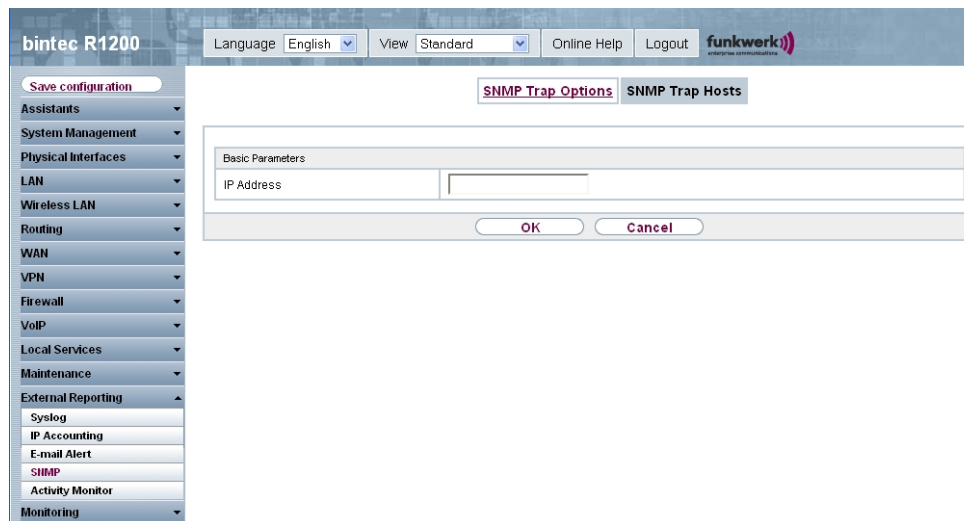 bintec R1200
Language English View Standard Online Help Logout funkwerk
enterprise communications
Save configuration
SNMP Trap Options SNMP Trap Hosts
Assistants
System Management
Physical Interfaces
LAN
Wireless LAN
Routing
WAN
VPN
Firewall
VoIP
Local Services
Maintenance
External Reporting
Syslog
IP Accounting
E-mail Alert
SNMP
Activity Monitor
Monitoring
Basic Parameters
IP Address
OK Cancel